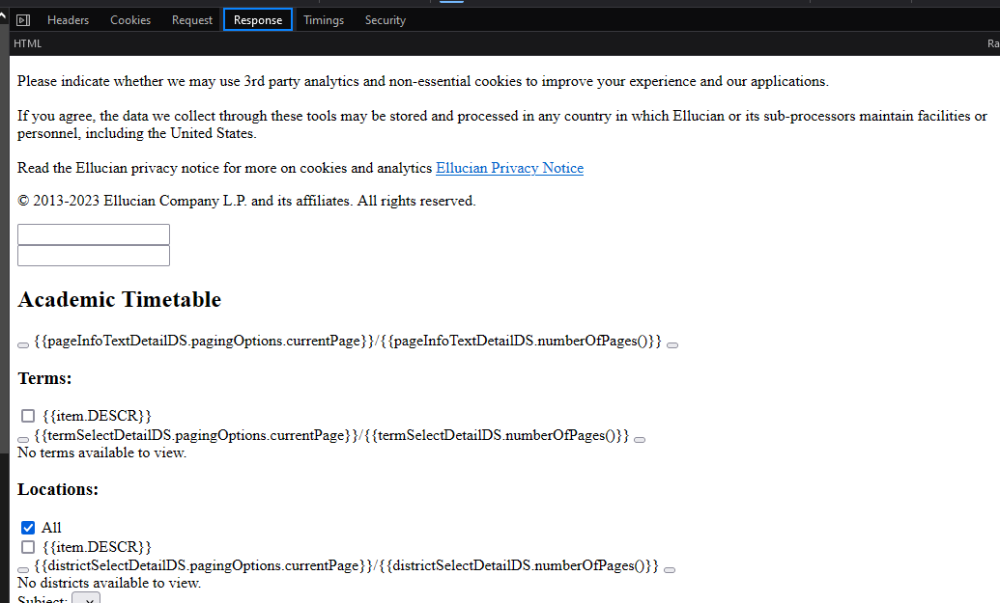 Headers Cookies Request Response Timings Security
HTML Ra
Please indicate whether we may use 3rd party analytics and non-essential cookies to improve your experience and our applications.
If you agree, the data we collect through these tools may be stored and processed in any country in which Ellucian or its sub-processors maintain facilities or
personnel, including the United States.
Read the Ellucian privacy notice for more on cookies and analytics Ellucian Privacy Notice
© 2013-2023 Ellucian Company L.P. and its affiliates. All rights reserved.
Academic Timetable
{{pageInfoTextDetailDS.pagingOptions.currentPage}}/{{pageInfoTextDetailDS.numberOfPages()}}
Terms:
{{item.DESCR}}
{{termSelectDetailDS.pagingOptions.currentPage}}/{{termSelectDetailDS.numberOfPages()}}
No terms available to view.
Locations:
All
{{item.DESCR}}
{{districtSelectDetailDS.pagingOptions.currentPage}}/{{districtSelectDetailDS.numberOfPages()}}
No districts available to view.
Subject: